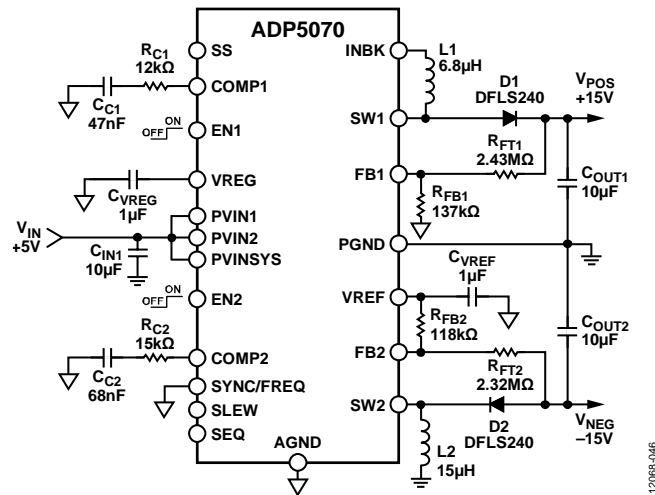 ADP5070
SS
RC1
12kΩ
COMP1
CC1
47nF
ON
OFF
EN1
VREG
CVREG
1µF
VIN
+5V
PVIN1
PVIN2
PVINSYS
CIN1
10µF
ON
OFF
EN2
RC2
15kΩ
COMP2
CC2
68nF
SYNC/FREQ
SLEW
SEQ
AGND
INBK
L1
6.8µH
D1
DFLS240
VPOS
+15V
SW1
RFT1
2.43MΩ
FB1
RFB1
137kΩ
COUT1
10µF
PGND
CVREF
1µF
VREF
RFB2
118kΩ
COUT2
10µF
FB2
RFT2
2.32MΩ
SW2
D2
DFLS240
VNEG
–15V
L2
15µH
12068-046